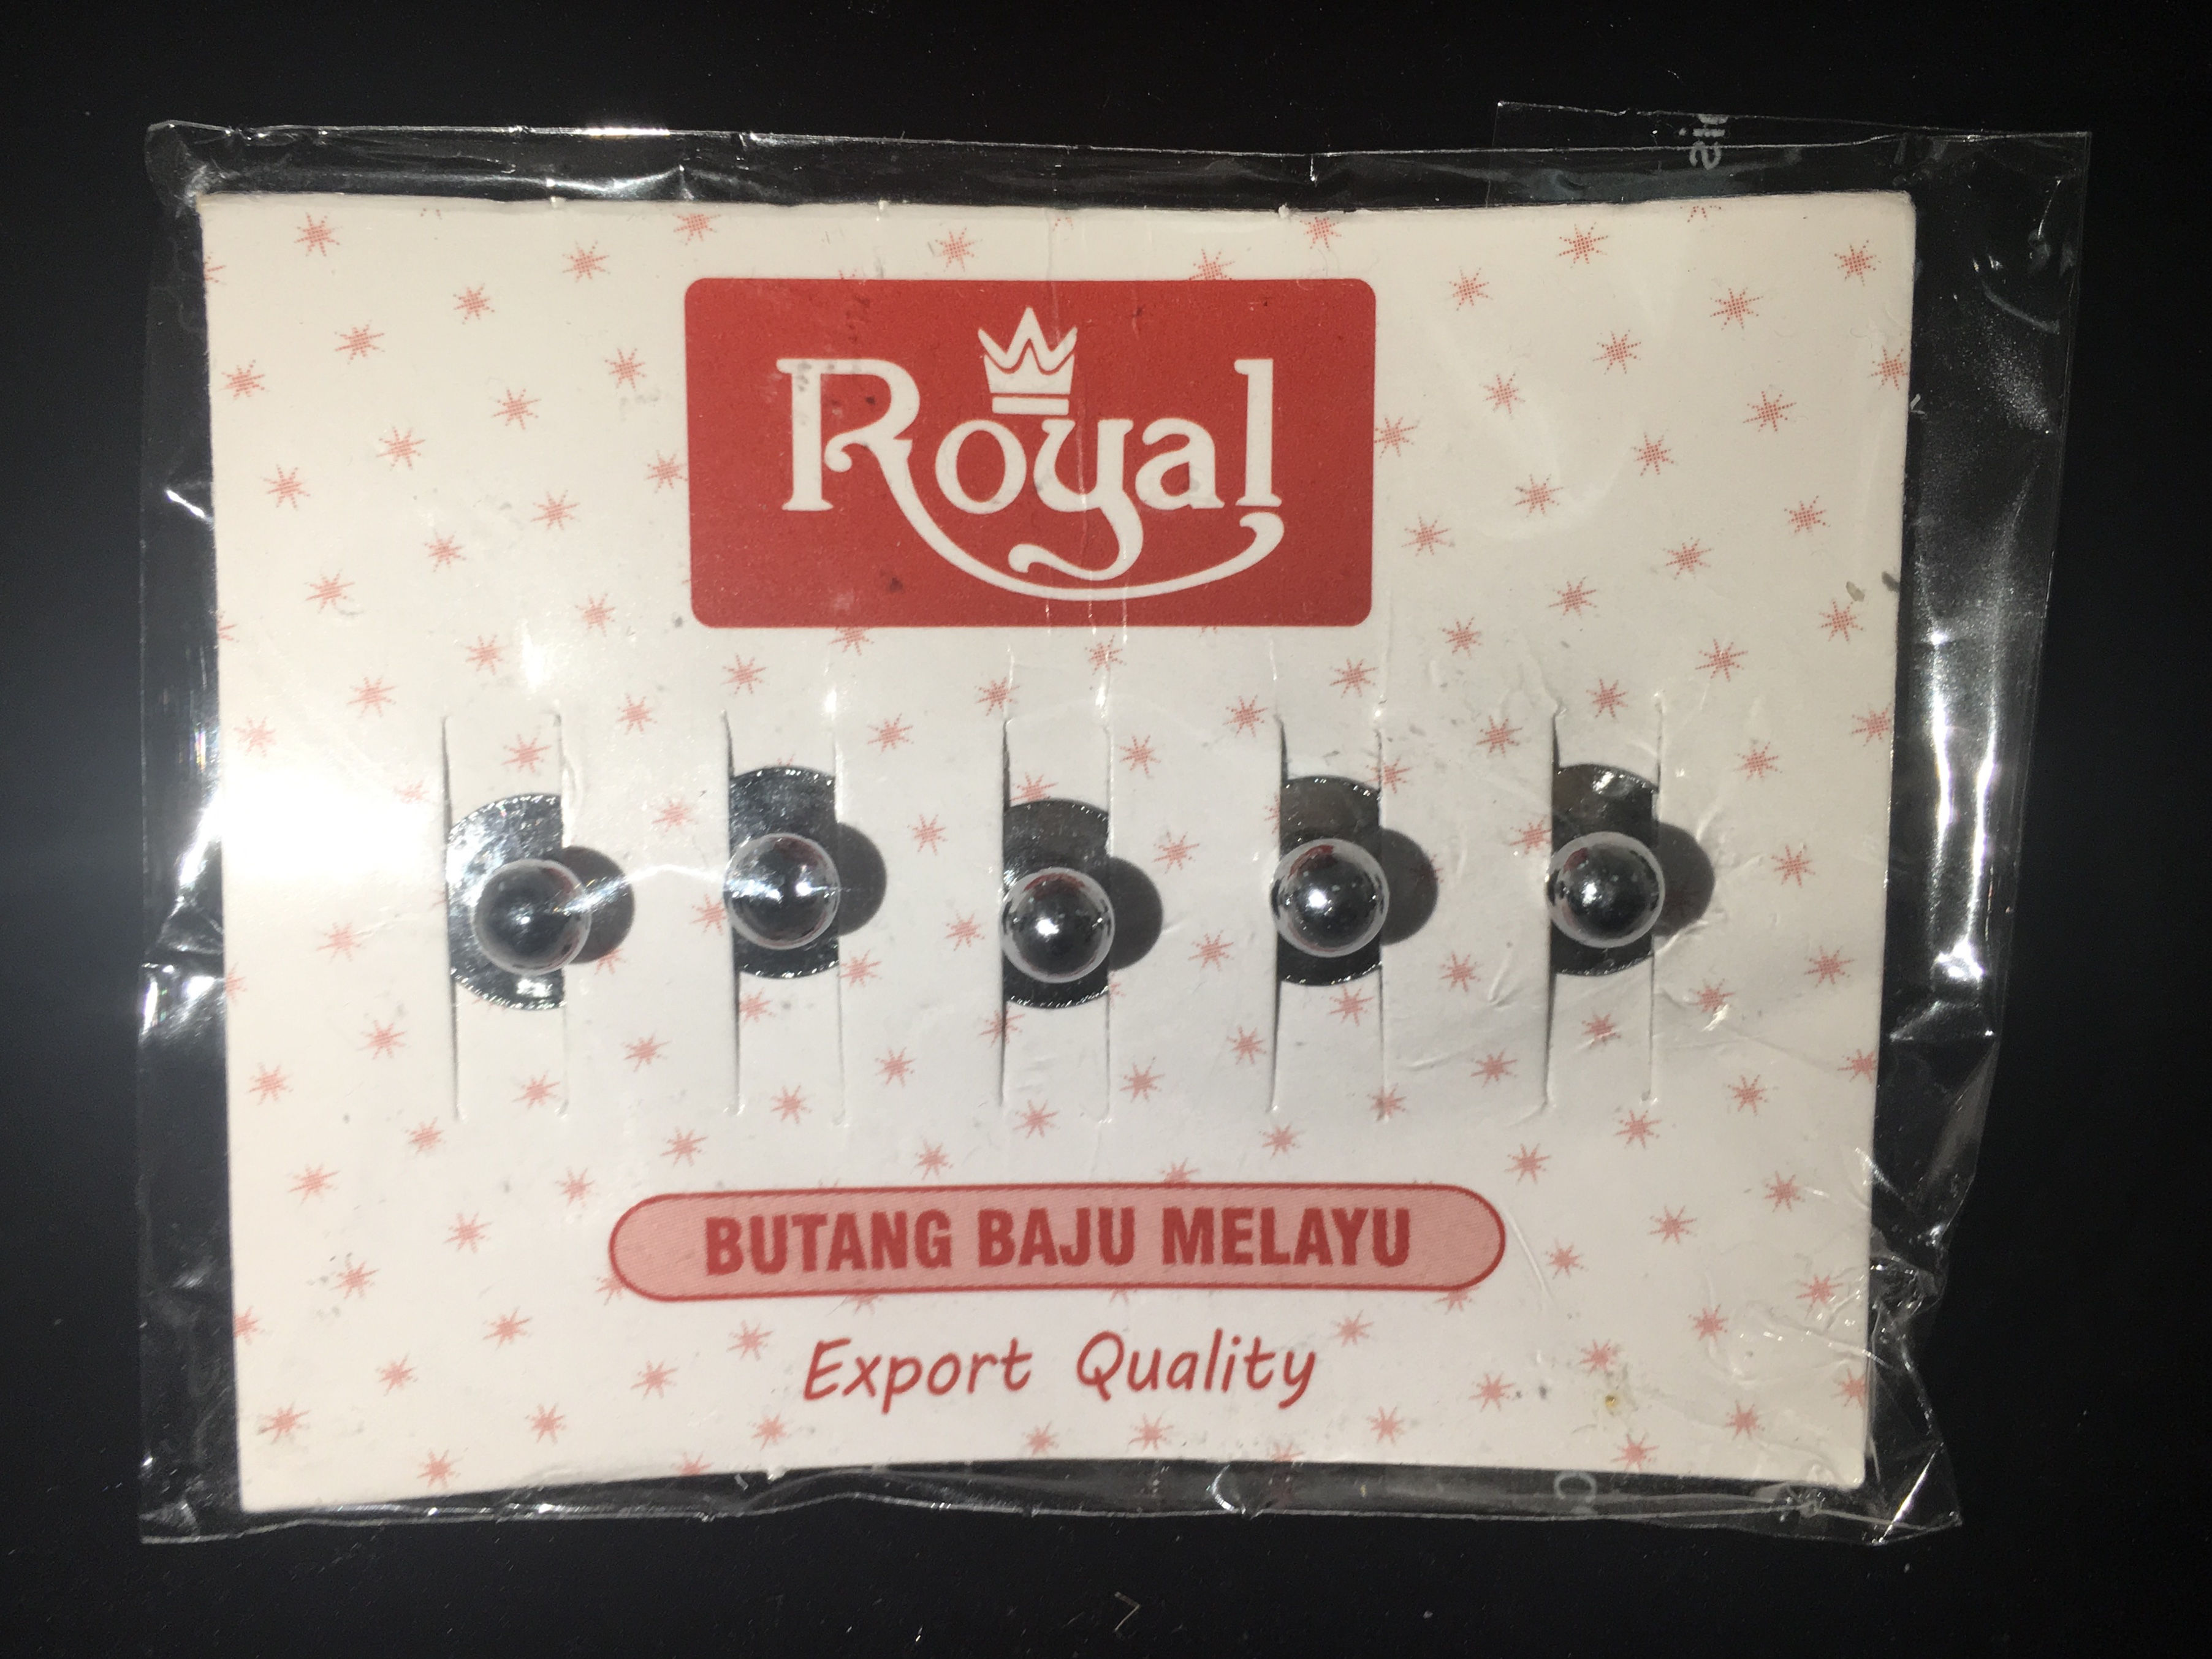 Royal
BUTANG BAJU MELAYU
Export Quality